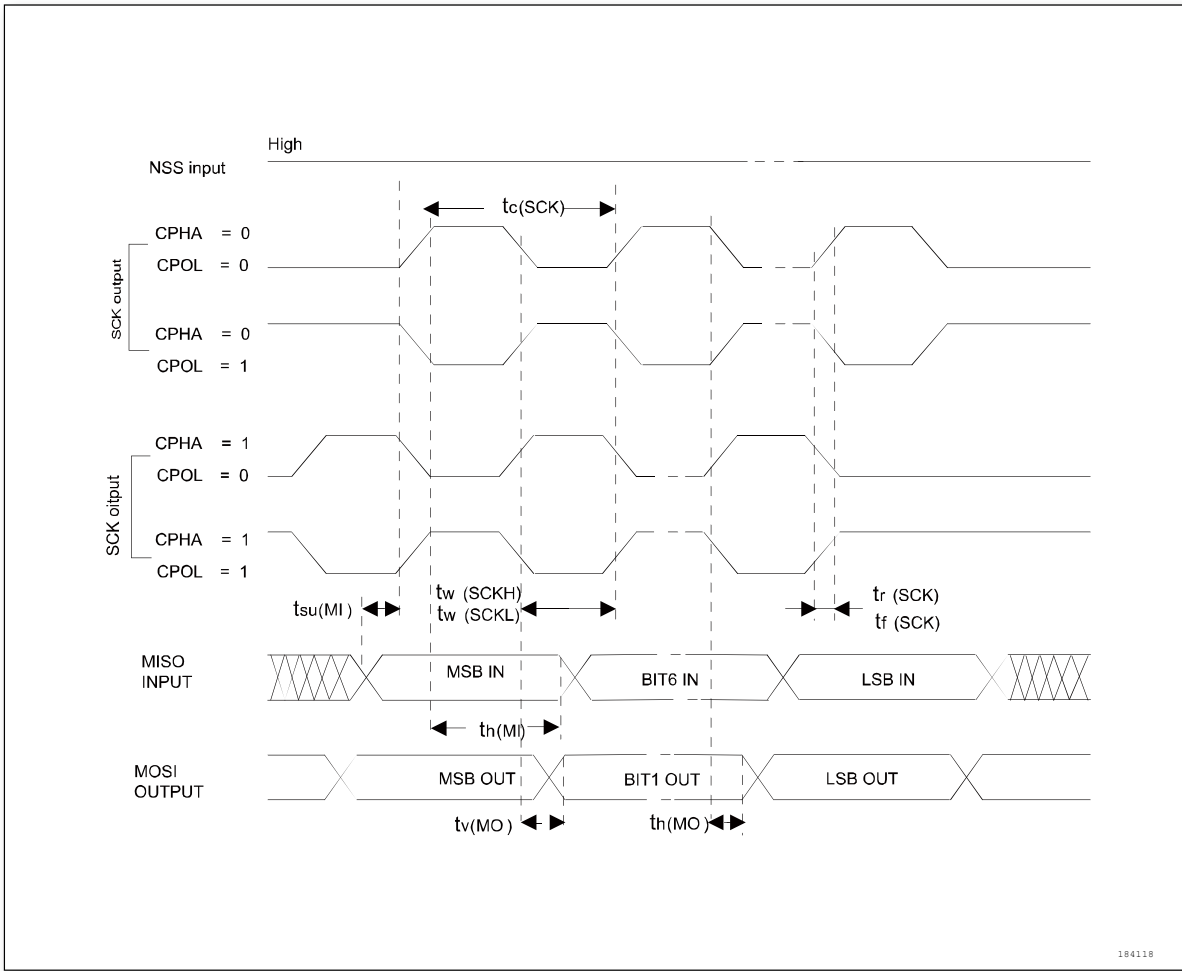 High
NSS input
tc(SCK)
CPHA = 0
CPOL = 0
SCK output
CPHA = 0
CPOL = 1
CPHA = 1
CPOL = 0
SCK oitput
CPHA = 1
CPOL = 1
tsu(MI)
tw (SCKH)
tw (SCKL)
tr (SCK)
tf (SCK)
MISO
INPUT
MSB IN
BIT6 IN
LSB IN
th(MI)
MOSI
OUTPUT
MSB OUT
BIT1 OUT
LSB OUT
tv(MO)
th(MO)
184118